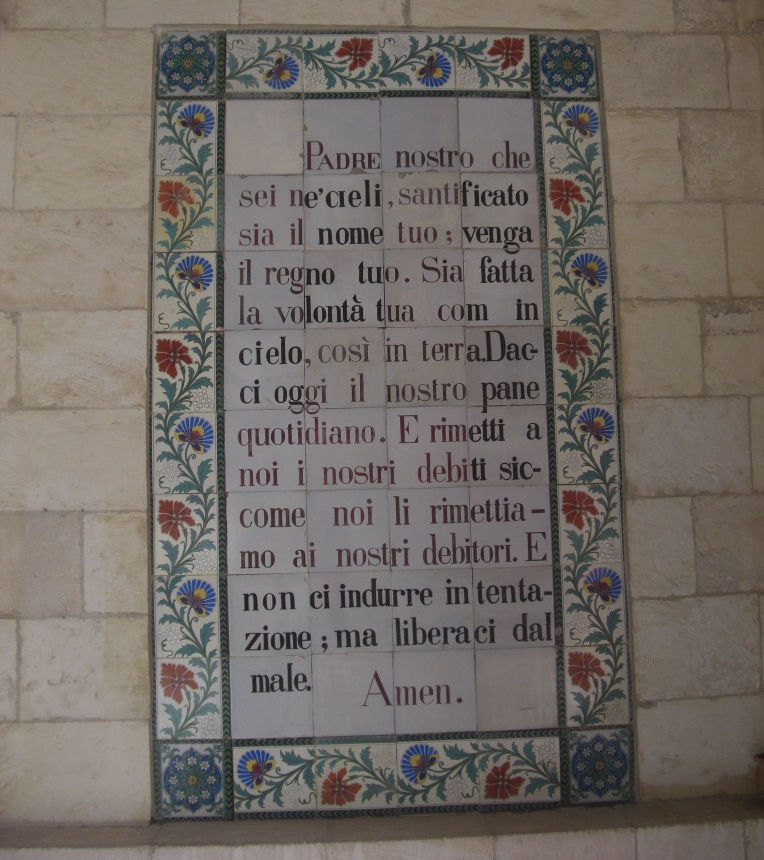 PADRE nostro che
sei ne'cieli, santificato
sia il nome tuo; venga
il regno tuo. Sia fatta
la volontà tua com in
cielo, così in terra.Dac-
ci oggi il nostro pane
quotidiano. E rimetti a
noi i nostri debiti sic-
come noi li rimettia-
mo ai nostri debitori. E
non ci indurre in tenta-
zione; ma liberaci dal
male. Amen.